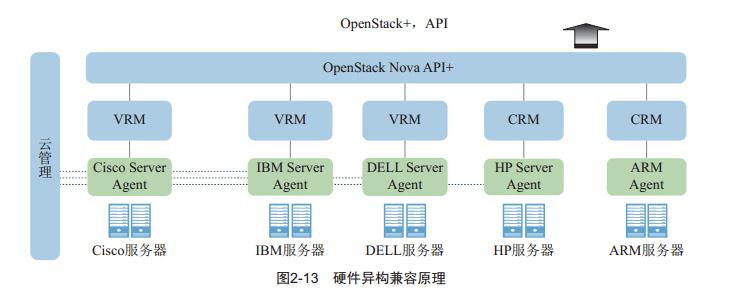 OpenStack+，API
OpenStack Nova API+
云管理
VRM
VRM
VRM
CRM
CRM
Cisco Server
Agent
IBM Server
Agent
DELL Server
Agent
HP Server
Agent
ARM
Agent
Cisco服务器
IBM服务器
DELL服务器
HP服务器
ARM服务器
图2-13 硬件异构兼容原理